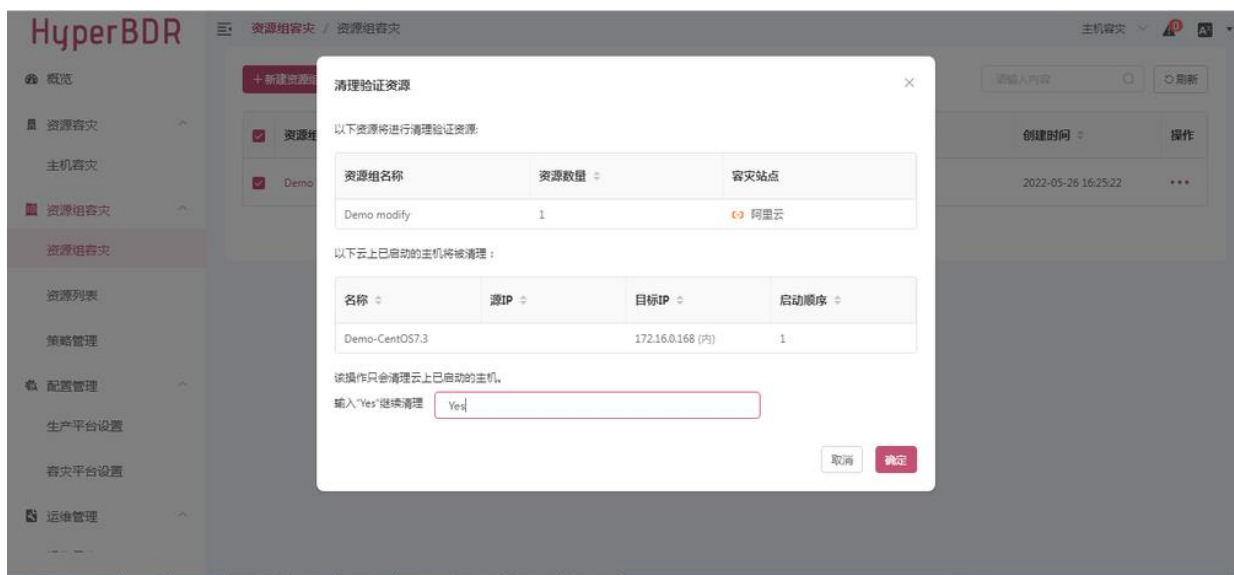 HyperBDR
资源组容灾 / 资源组容灾
主机容灾
0
概览
资源容灾
主机容灾
资源组容灾
资源组容灾
资源列表
策略管理
配置管理
生产平台设置
容灾平台设置
运维管理
+新建资源组
请输入内容
刷新
资源组
创建时间
操作
Demo
2022-05-26 16:25:22
清理验证资源
以下资源将进行清理验证资源:
资源组名称 资源数量 容灾站点
Demo modify 1 阿里云
以下云上已启动的主机将被清理：
名称 源IP 目标IP 启动顺序
Demo-CentOS7.3 172.16.0.168 (内) 1
该操作只会清理云上已启动的主机。
输入"Yes"继续清理 Yes
取消 确定